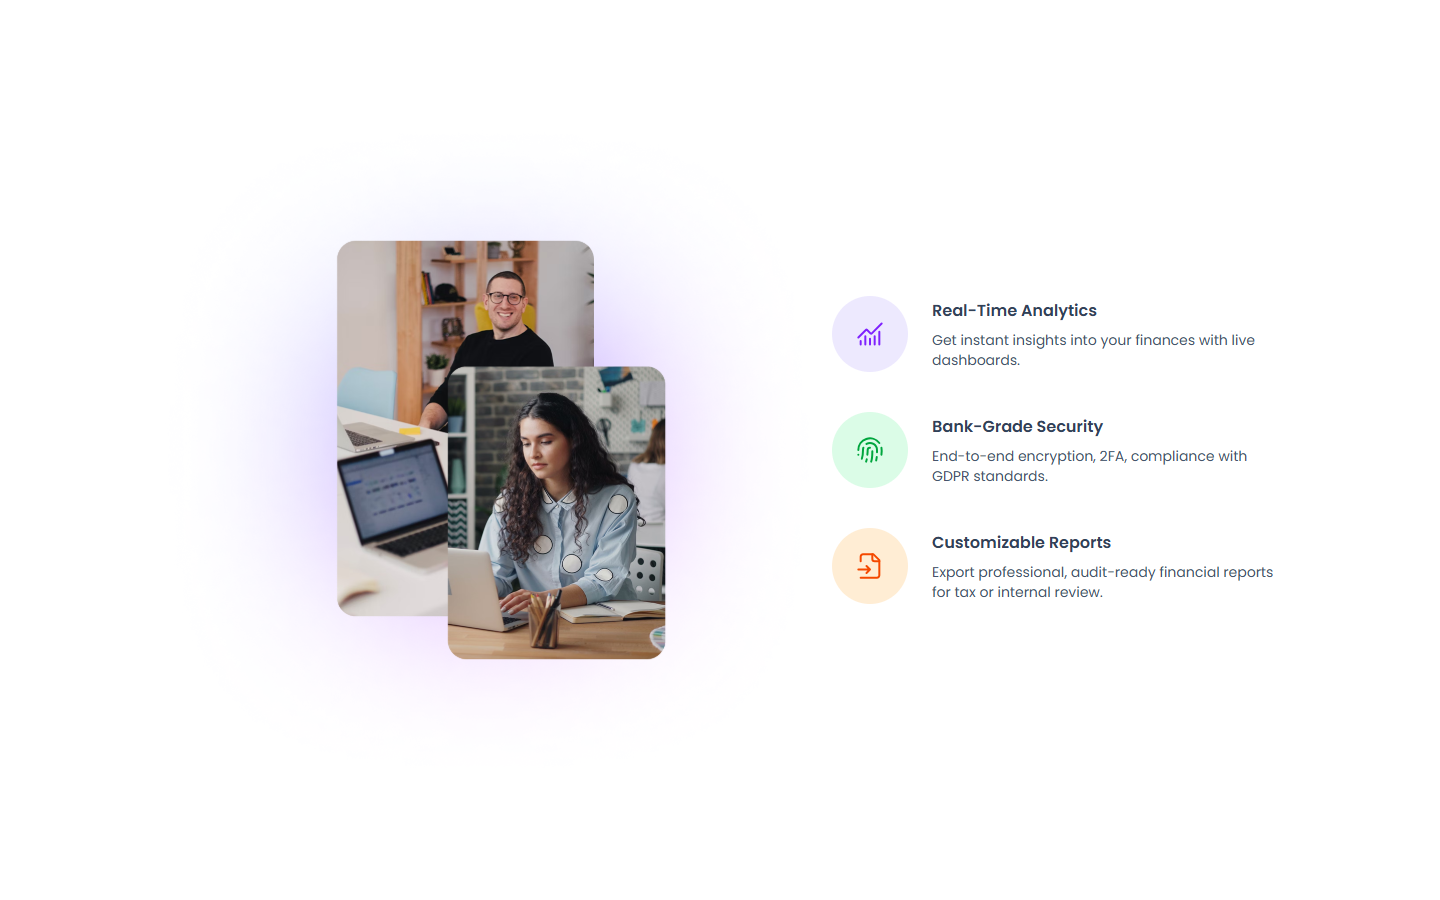 Real-Time Analytics
Get instant insights into your finances with live
dashboards.
Bank-Grade Security
End-to-end encryption, 2FA, compliance with
GDPR standards.
Customizable Reports
Export professional, audit-ready financial reports
for tax or internal review.